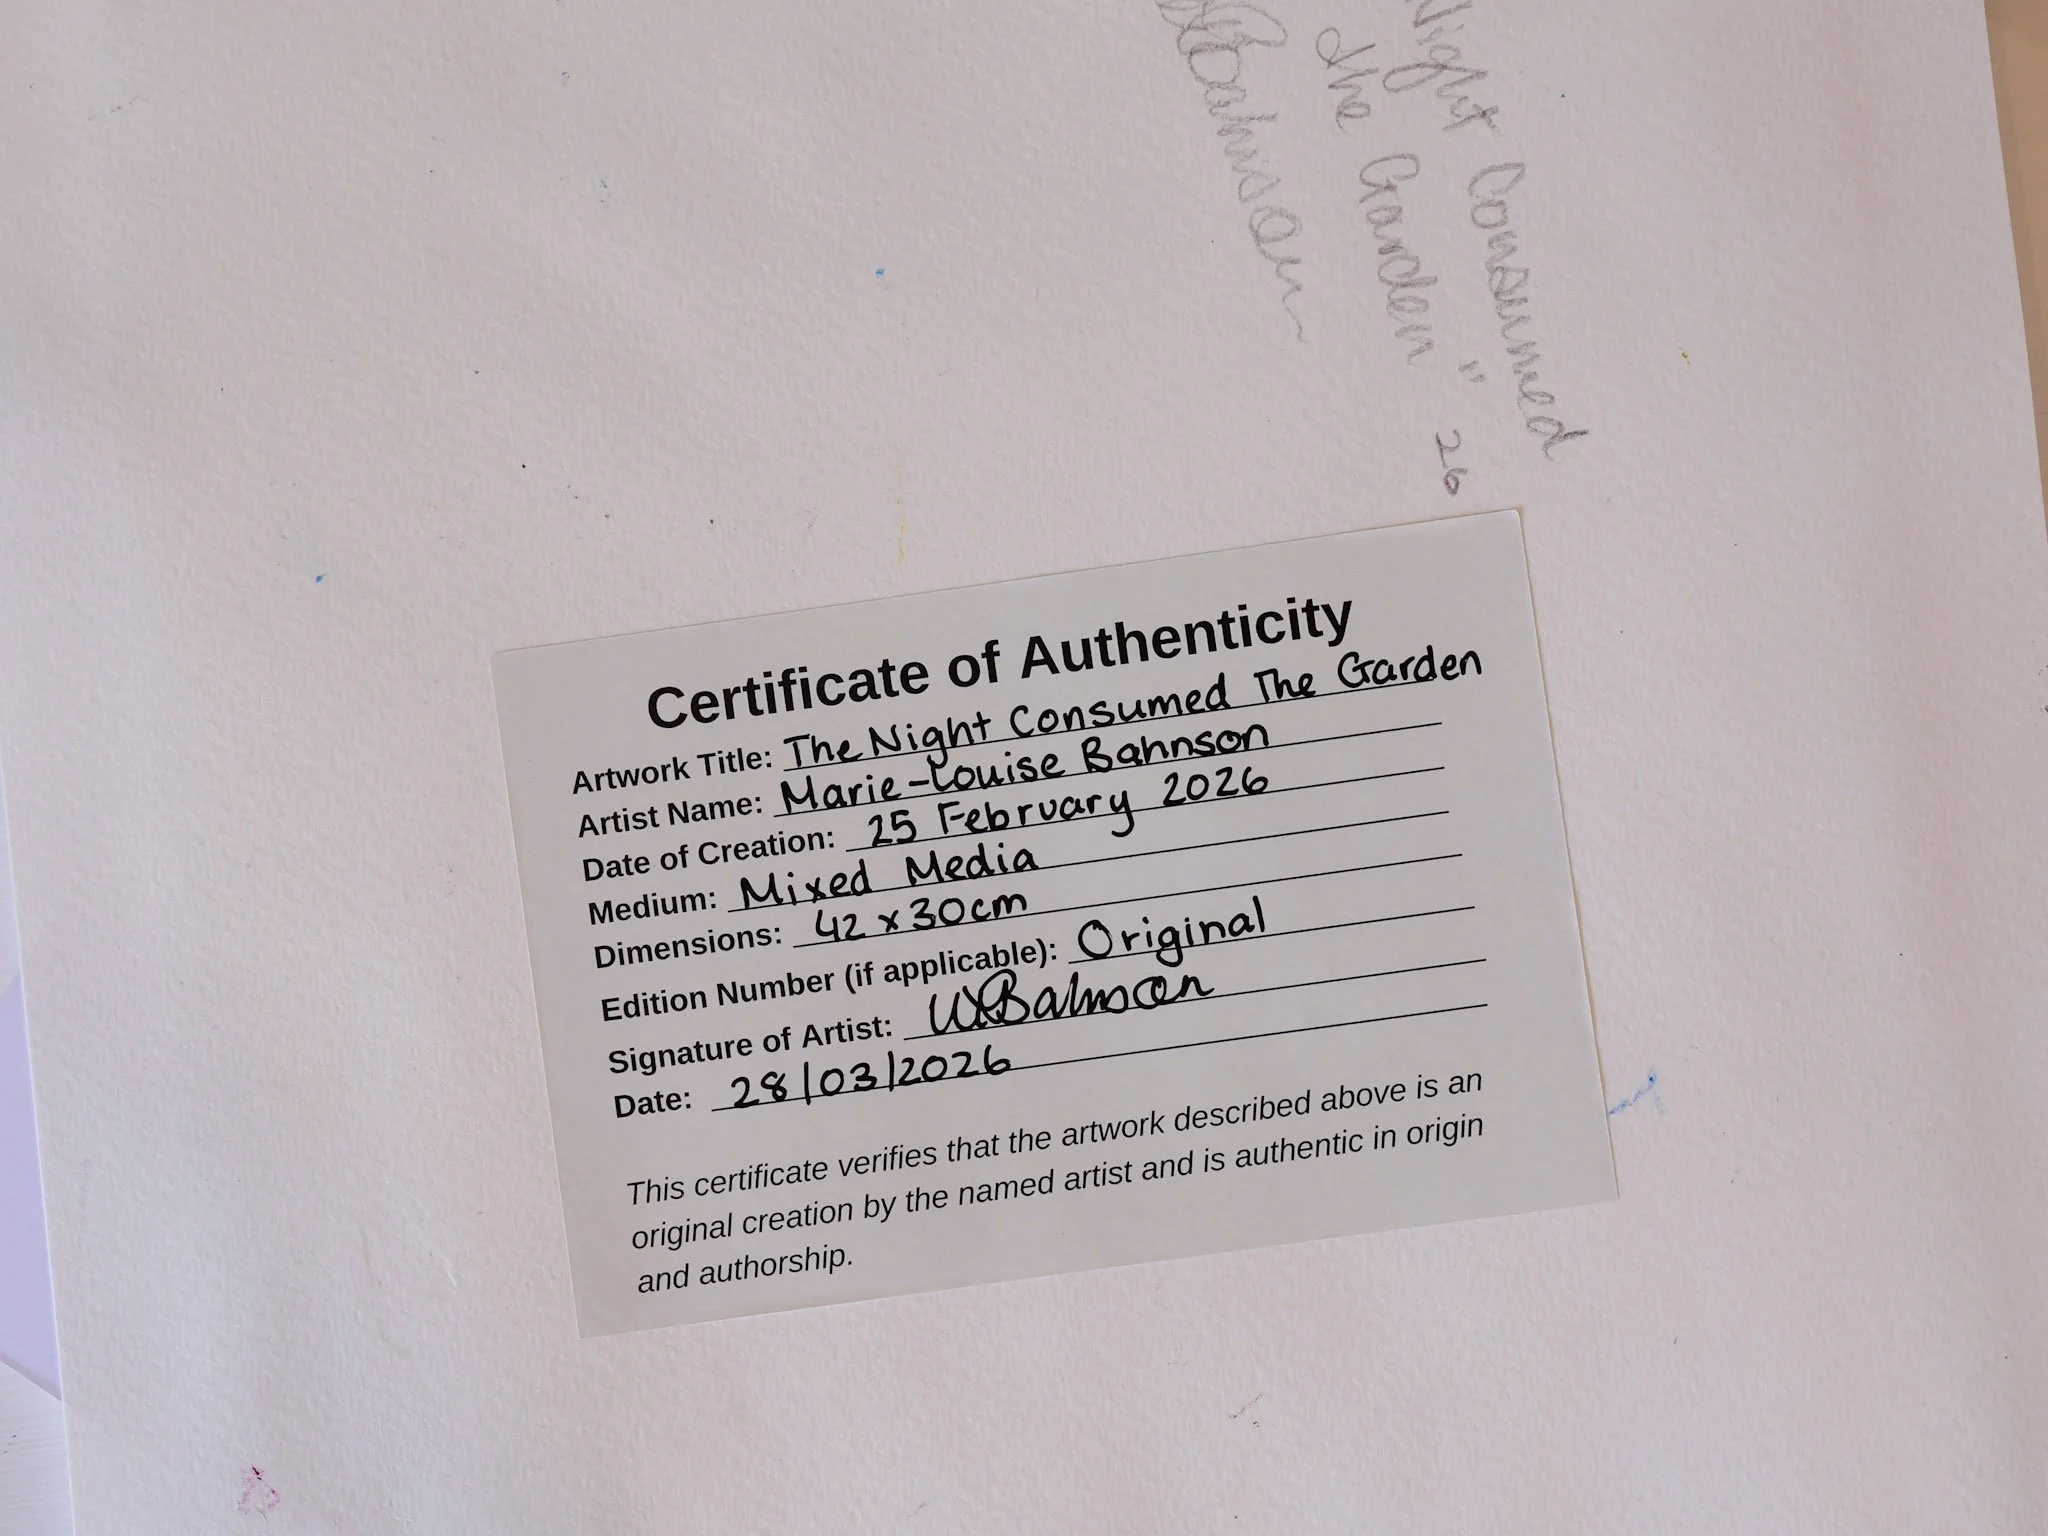 Night Consumed
the Garden"
26
Bahnson
Certificate of Authenticity
Artwork Title: The Night Consumed The Garden
Artist Name: Marie-Louise Bahnson
Date of Creation: 25 February 2026
Medium: Mixed Media
Dimensions: 42 x 30cm
Edition Number (if applicable): Original
Signature of Artist: Bahnson
Date: 28/03/2026
This certificate verifies that the artwork described above is an
original creation by the named artist and is authentic in origin
and authorship.